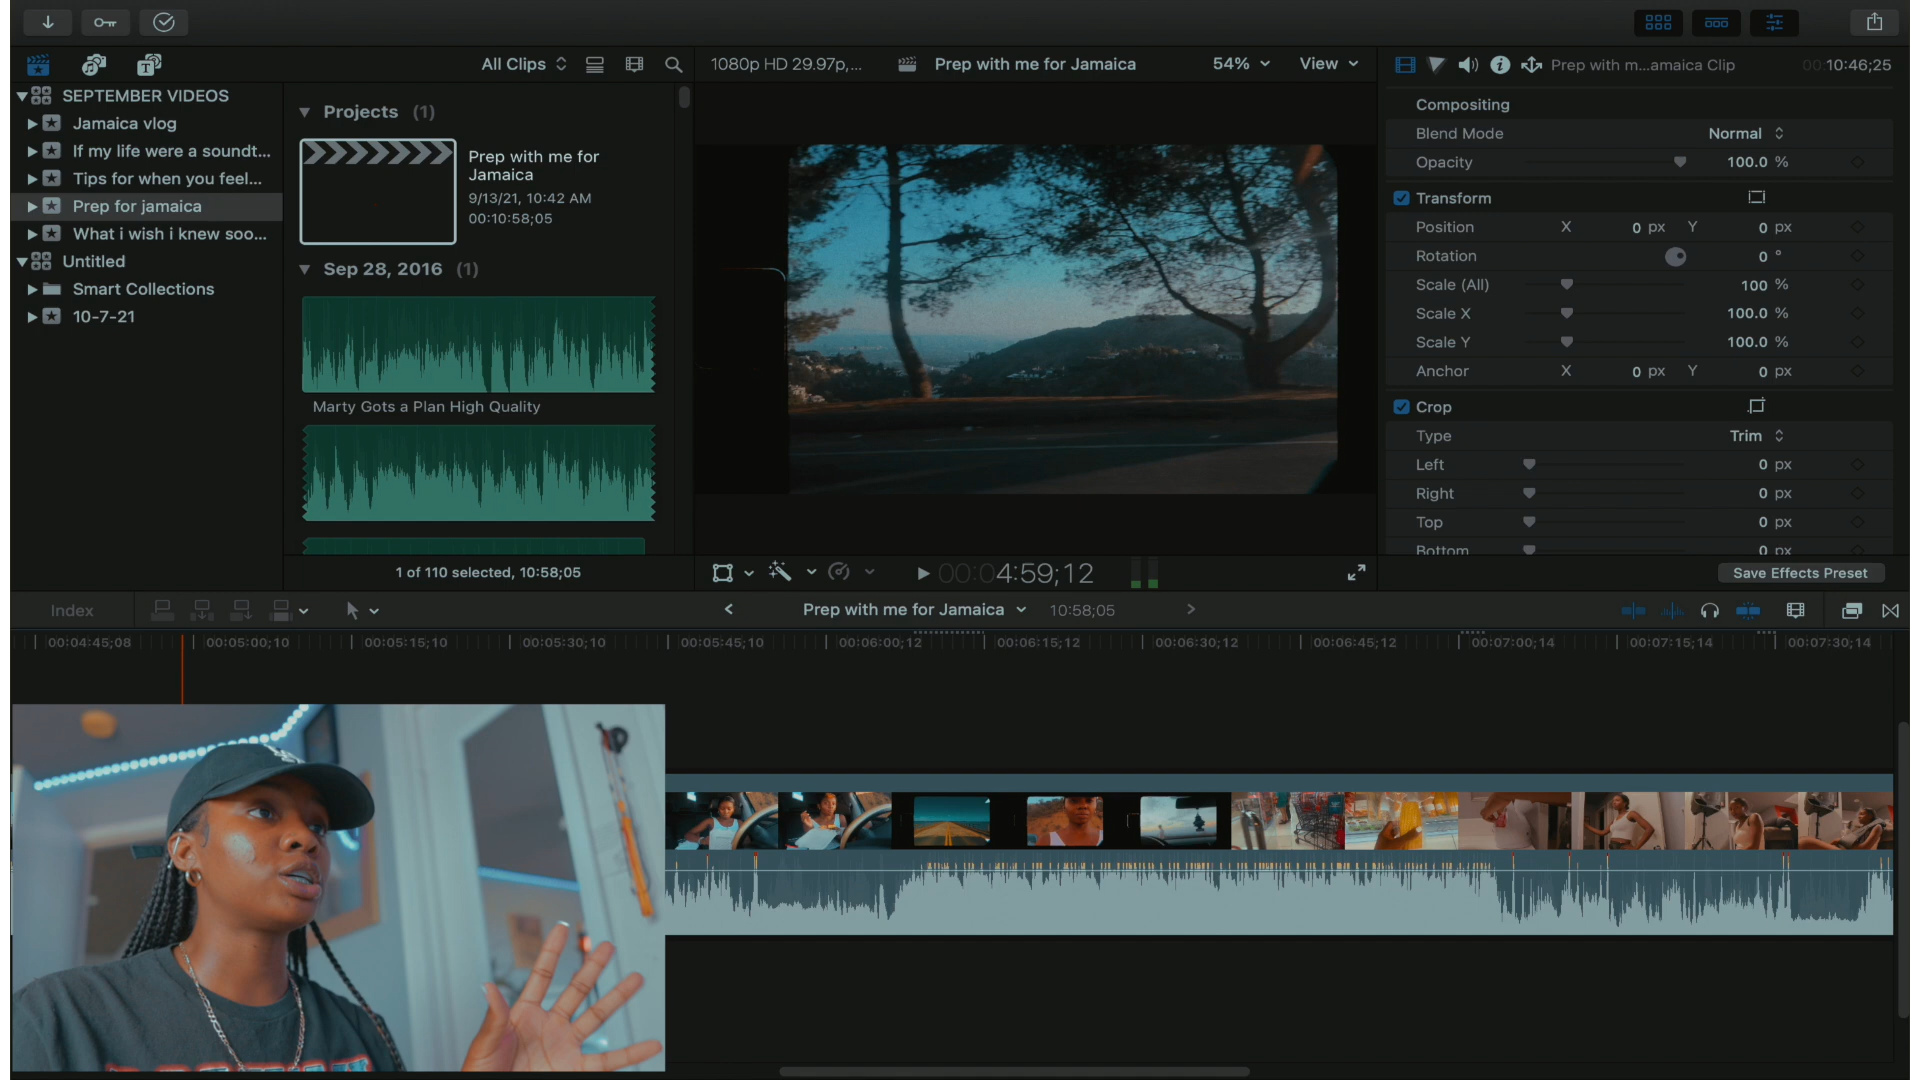 All Clips
1080p HD 29.97p,...
Prep with me for Jamaica
54%
View
Prep with m...amaica Clip
00:10:46;25
SEPTEMBER VIDEOS
Jamaica vlog
If my life were a soundt...
Tips for when you feel...
Prep for jamaica
What i wish i knew soo...
Untitled
Smart Collections
10-7-21
Projects (1)
Prep with me for
Jamaica
9/13/21, 10:42 AM
00:10:58;05
Sep 28, 2016 (1)
Marty Gots a Plan High Quality
1 of 110 selected, 10:58;05
00:04:59;12
Compositing
Blend Mode Normal
Opacity 100.0 %
Transform
Position X 0 px Y 0 px
Rotation 0 °
Scale (All) 100 %
Scale X 100.0 %
Scale Y 100.0 %
Anchor X 0 px Y 0 px
Crop
Type Trim
Left 0 px
Right 0 px
Top 0 px
Bottom 0 px
Save Effects Preset
Index
Prep with me for Jamaica 10:58;05
00:04:45;08 00:05:00;10 00:05:15;10 00:05:30;10 00:05:45;10 00:06:00;12 00:06:15;12 00:06:30;12 00:06:45;12 00:07:00;14 00:07:15;14 00:07:30;14